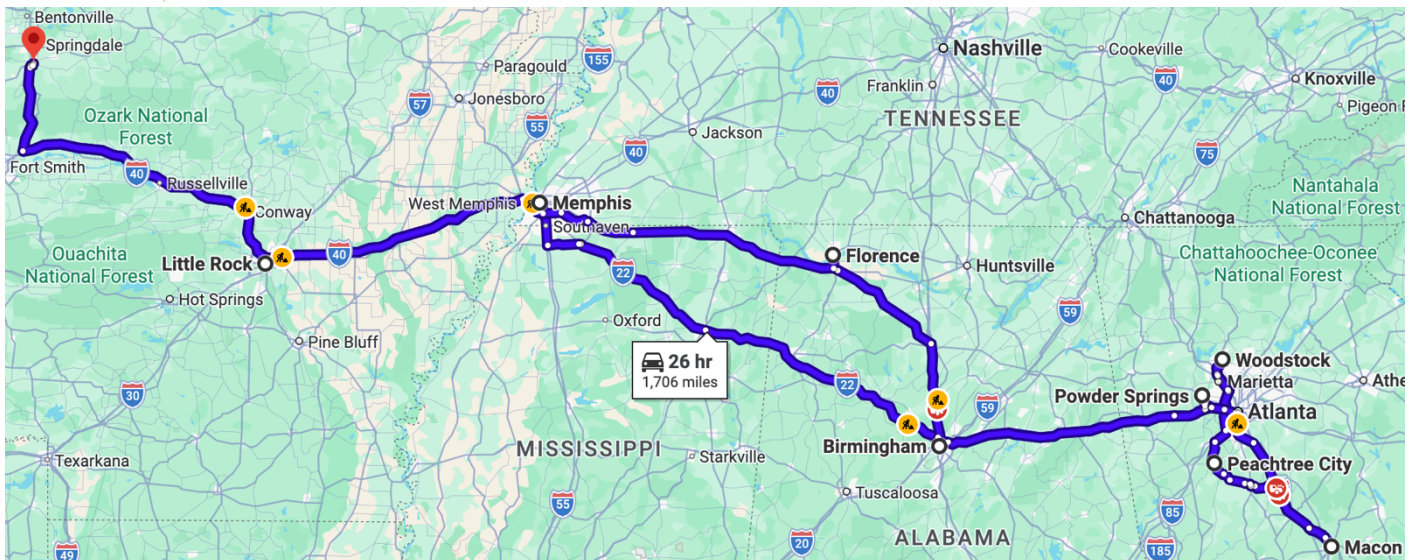 Bentonville
Springdale
Ozark National
Forest
Fort Smith
40
Russellville
Conway
Ouachita
National Forest
Little Rock
40
Hot Springs
Pine Bluff
30
Texarkana
49
57
Paragould
Jonesboro
155
55
West Memphis
Memphis
Southaven
40
Jackson
22
Oxford
26 hr
1,706 miles
MISSISSIPPI
Starkville
55
Nashville
Franklin
40
TENNESSEE
Cookeville
40
Knoxville
Pigeon F
75
Nantahala
National Forest
Chattanooga
Chattahoochee-Oconee
National Forest
Florence
Huntsville
59
22
59
Birmingham
Tuscaloosa
20
ALABAMA
Woodstock
Marietta
Powder Springs
Atlanta
Athe
Peachtree City
85
185
Macon